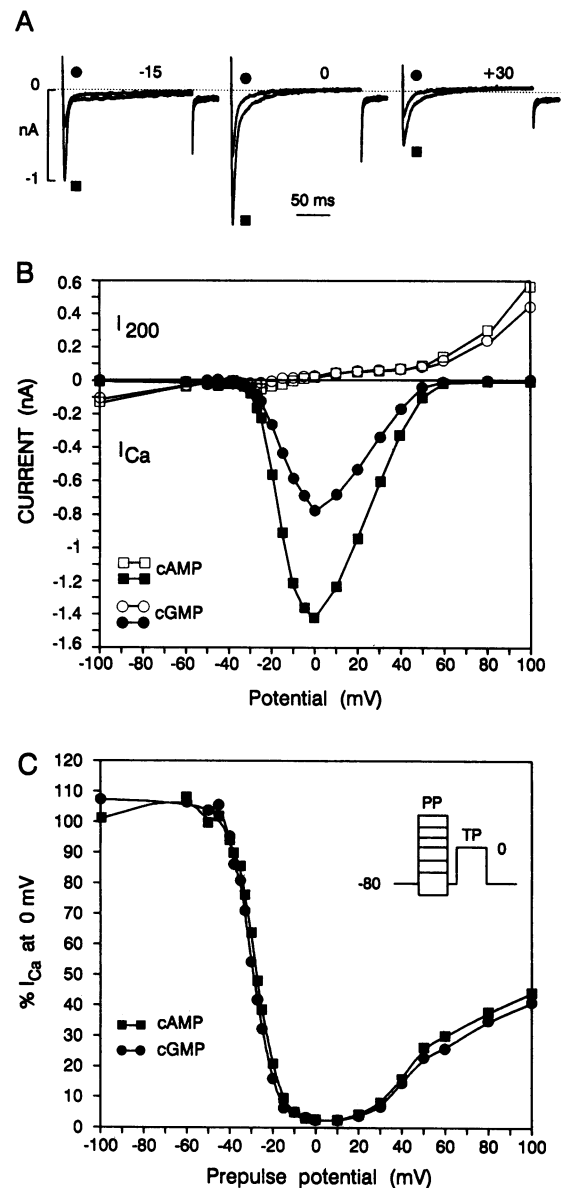 A
0
nA
-1
-15
0
+30
50 ms
B
0.6
0.4
0.2
0
-0.2
-0.4
-0.6
-0.8
-1
-1.2
-1.4
-1.6
CURRENT (nA)
I200
ICa
cAMP
cGMP
-100 -80 -60 -40 -20 0 20 40 60 80 100
Potential (mV)
C
120
110
100
90
80
70
60
50
40
30
20
10
0
% ICa at 0 mV
PP
TP
0
-80
cAMP
cGMP
-100 -80 -60 -40 -20 0 20 40 60 80 100
Prepulse potential (mV)